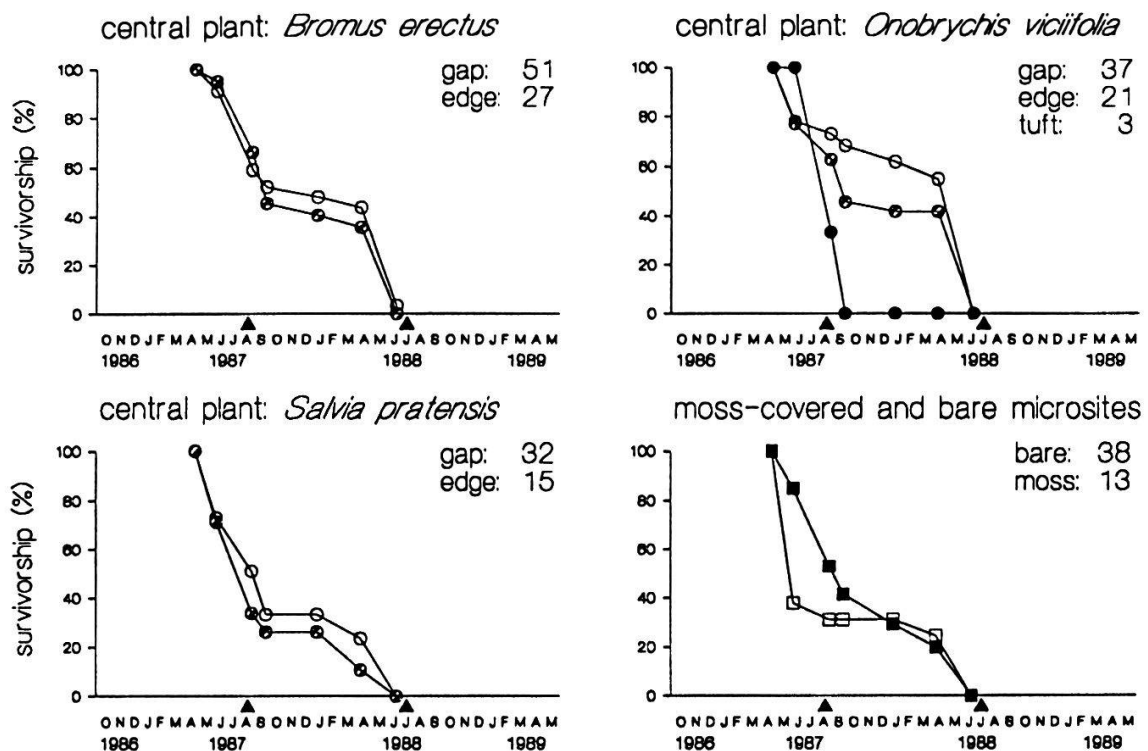 central plant: Bromus erectus
gap: 51
edge: 27
survivorship (%)
100
80
60
40
20
0
O N D J F M A M J J A S O N D J F M A M J J A S O N D J F M A M
1986 1987 1988 1989
central plant: Onobrychis viciifolia
gap: 37
edge: 21
tuft: 3
100
80
60
40
20
0
O N D J F M A M J J A S O N D J F M A M J J A S O N D J F M A M
1986 1987 1988 1989
central plant: Salvia pratensis
gap: 32
edge: 15
survivorship (%)
100
80
60
40
20
0
O N D J F M A M J J A S O N D J F M A M J J A S O N D J F M A M
1986 1987 1988 1989
moss-covered and bare microsites
bare: 38
moss: 13
100
80
60
40
20
0
O N D J F M A M J J A S O N D J F M A M J J A S O N D J F M A M
1986 1987 1988 1989